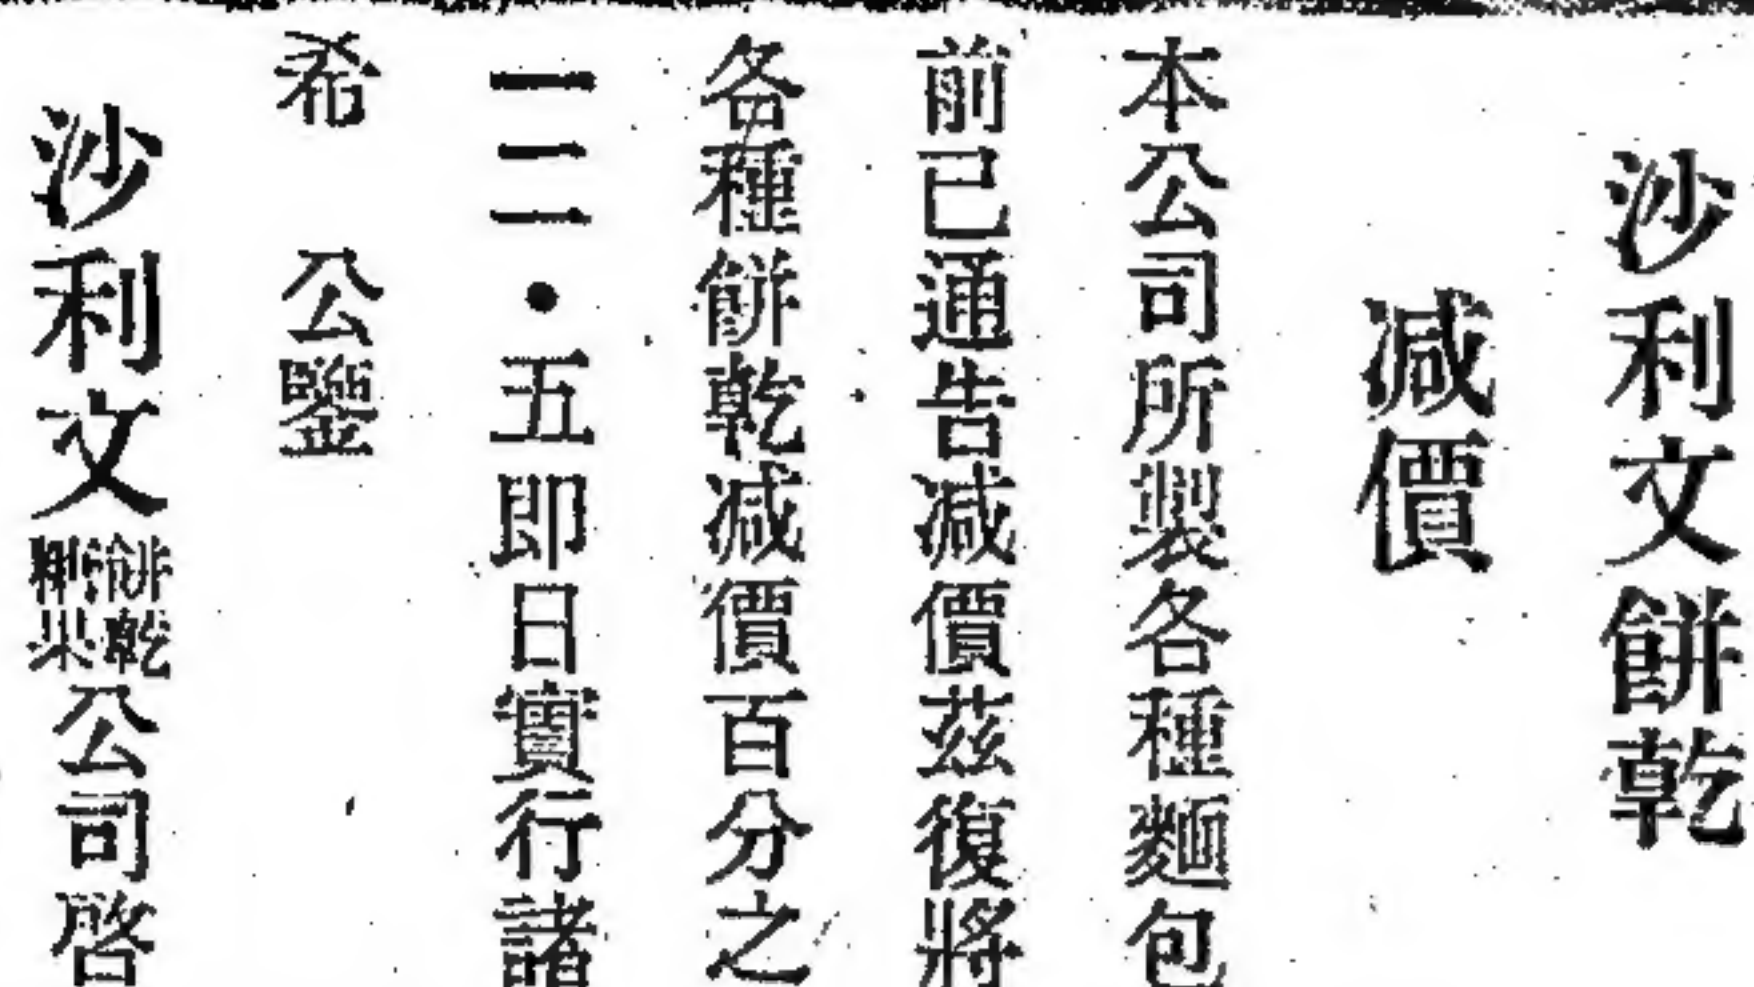 沙利文餅乾
減價
本公司所製各種麵包
前已通告減價茲復將
各種餅乾減價百分之
一二·五即日實行諸
希　公鑒
沙利文餅乾糖果公司啓